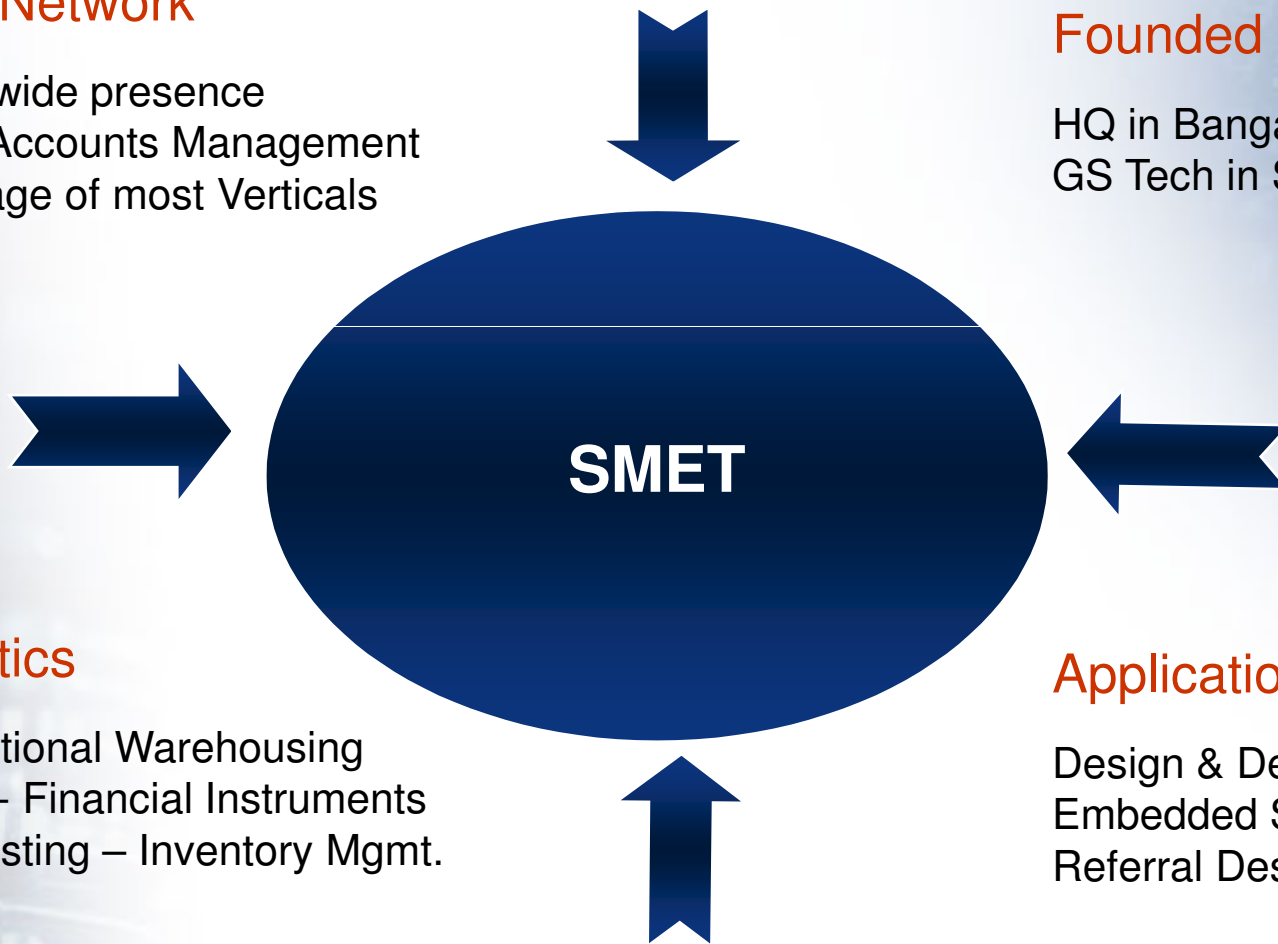 Network
wide presence
Accounts Management
age of most Verticals
Founded
HQ in Banga
GS Tech in S
SMET
tics
tional Warehousing
- Financial Instruments
sting – Inventory Mgmt.
Applicatio
Design & De
Embedded S
Referral Des